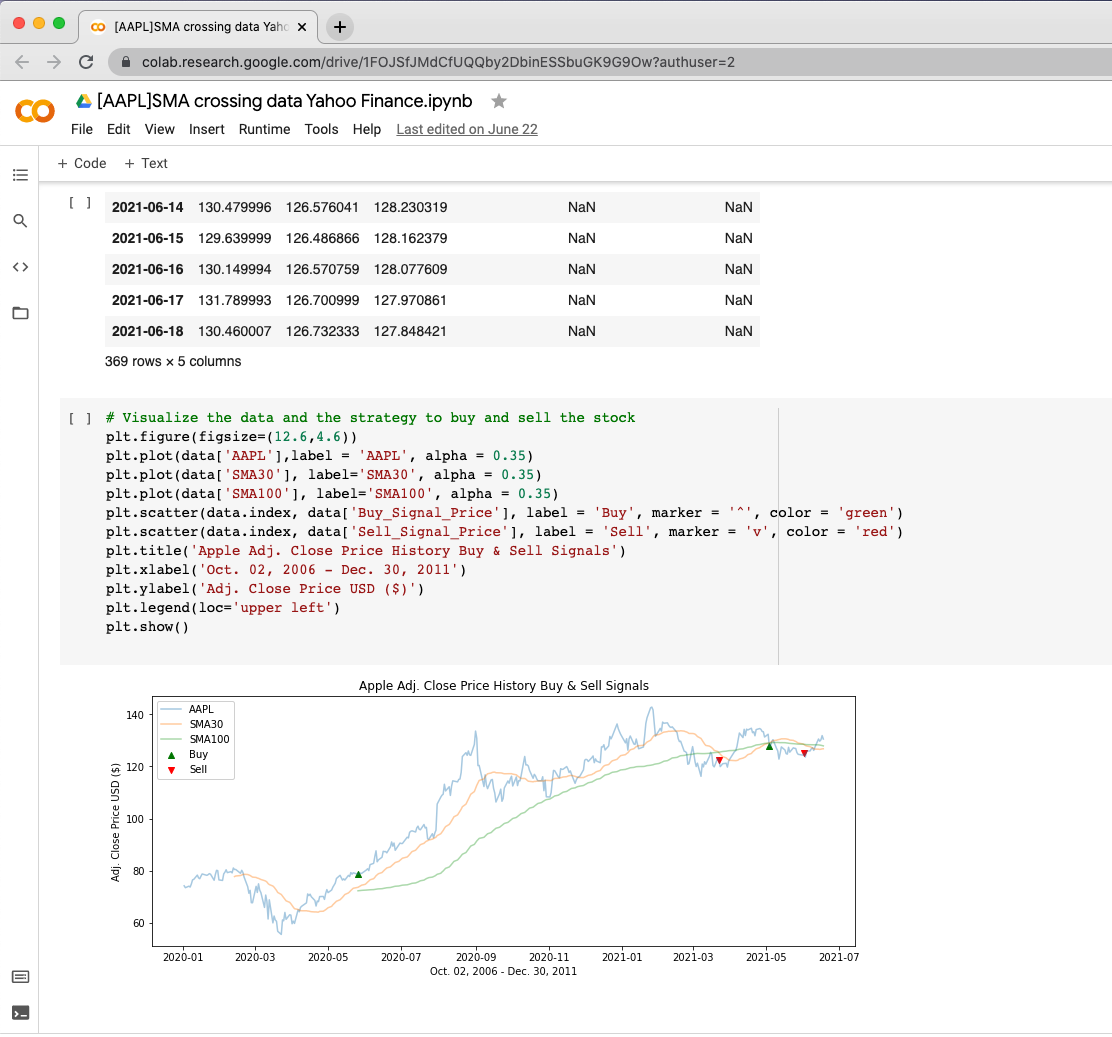 [AAPL]SMA crossing data Yaho
colab.research.google.com/drive/1FOJSfJMdCfUQQby2DbinESSbuGK9G9Ow?authuser=2
[AAPL]SMA crossing data Yahoo Finance.ipynb
File Edit View Insert Runtime Tools Help Last edited on June 22
+ Code + Text
[ ] 2021-06-14 130.479996 126.576041 128.230319 NaN NaN
2021-06-15 129.639999 126.486866 128.162379 NaN NaN
2021-06-16 130.149994 126.570759 128.077609 NaN NaN
2021-06-17 131.789993 126.700999 127.970861 NaN NaN
2021-06-18 130.460007 126.732333 127.848421 NaN NaN
369 rows × 5 columns
[ ] # Visualize the data and the strategy to buy and sell the stock
plt.figure(figsize=(12.6,4.6))
plt.plot(data['AAPL'],label = 'AAPL', alpha = 0.35)
plt.plot(data['SMA30'], label='SMA30', alpha = 0.35)
plt.plot(data['SMA100'], label='SMA100', alpha = 0.35)
plt.scatter(data.index, data['Buy_Signal_Price'], label = 'Buy', marker = '^', color = 'green')
plt.scatter(data.index, data['Sell_Signal_Price'], label = 'Sell', marker = 'v', color = 'red')
plt.title('Apple Adj. Close Price History Buy & Sell Signals')
plt.xlabel('Oct. 02, 2006 - Dec. 30, 2011')
plt.ylabel('Adj. Close Price USD ($)')
plt.legend(loc='upper left')
plt.show()
Apple Adj. Close Price History Buy & Sell Signals
AAPL
SMA30
SMA100
Buy
Sell
140
120
100
80
60
Adj. Close Price USD ($)
2020-01 2020-03 2020-05 2020-07 2020-09 2020-11 2021-01 2021-03 2021-05 2021-07
Oct. 02, 2006 - Dec. 30, 2011